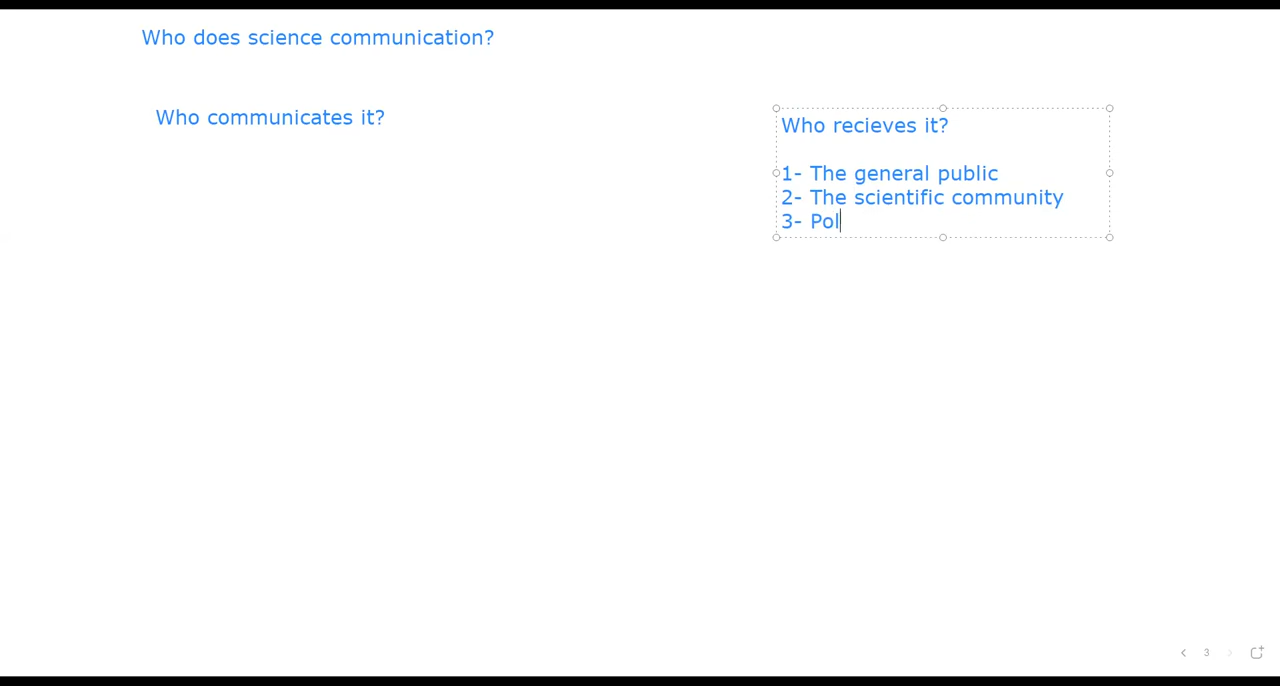 Who does science communication?
Who communicates it?
Who recieves it?
1- The general public
2- The scientific community
3- Pol
3